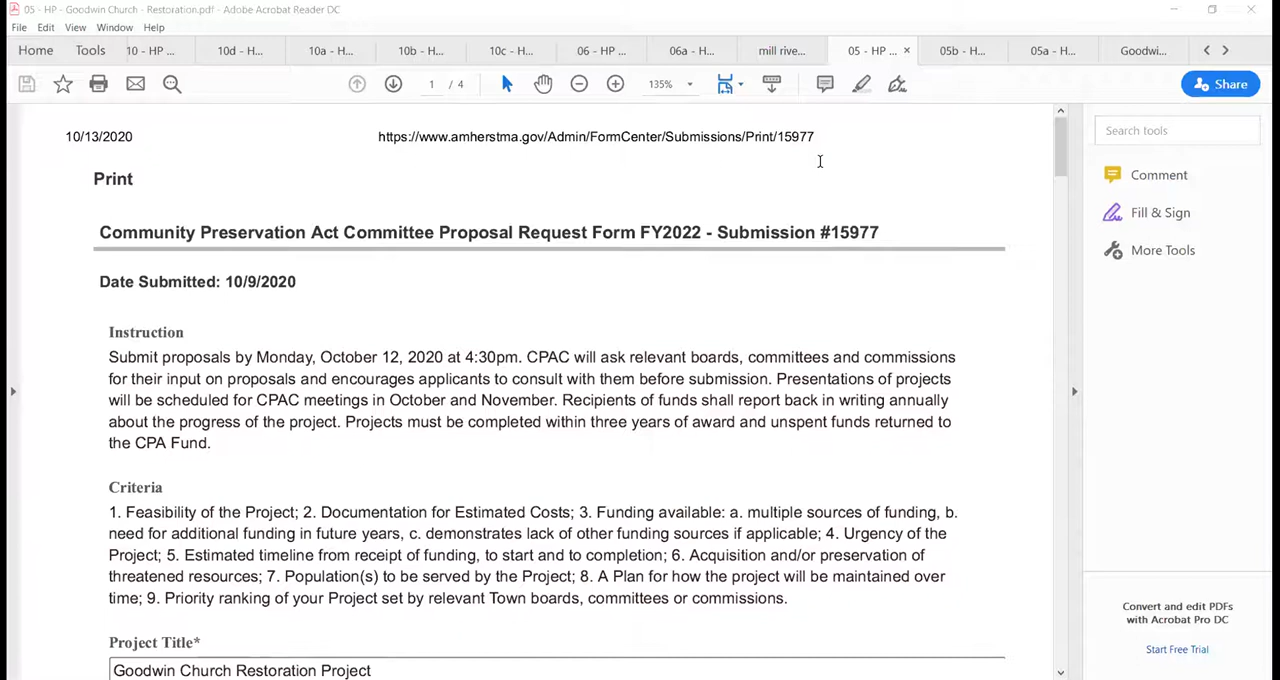 05 - HP - Goodwin Church - Restoration.pdf - Adobe Acrobat Reader DC
File Edit View Window Help
Home Tools 10 - HP ... 10d - H... 10a - H... 10b - H... 10c - H... 06 - HP ... 06a - H... mill rive... 05 - HP ... × 05b - H... 05a - H... Goodwi...
1 / 4 135% Share
10/13/2020 https://www.amherstma.gov/Admin/FormCenter/Submissions/Print/15977
Print
Community Preservation Act Committee Proposal Request Form FY2022 - Submission #15977
Date Submitted: 10/9/2020
Instruction
Submit proposals by Monday, October 12, 2020 at 4:30pm. CPAC will ask relevant boards, committees and commissions
for their input on proposals and encourages applicants to consult with them before submission. Presentations of projects
will be scheduled for CPAC meetings in October and November. Recipients of funds shall report back in writing annually
about the progress of the project. Projects must be completed within three years of award and unspent funds returned to
the CPA Fund.
Criteria
1. Feasibility of the Project; 2. Documentation for Estimated Costs; 3. Funding available: a. multiple sources of funding, b.
need for additional funding in future years, c. demonstrates lack of other funding sources if applicable; 4. Urgency of the
Project; 5. Estimated timeline from receipt of funding, to start and to completion; 6. Acquisition and/or preservation of
threatened resources; 7. Population(s) to be served by the Project; 8. A Plan for how the project will be maintained over
time; 9. Priority ranking of your Project set by relevant Town boards, committees or commissions.
Project Title*
Goodwin Church Restoration Project
Search tools
Comment
Fill & Sign
More Tools
Convert and edit PDFs
with Acrobat Pro DC
Start Free Trial